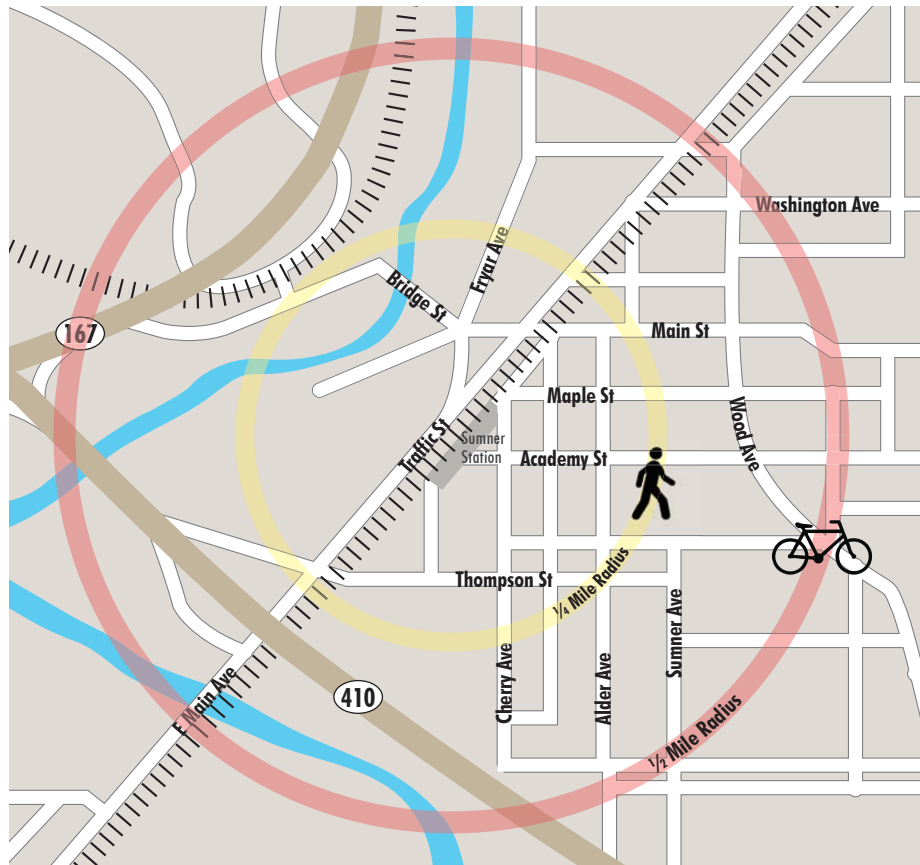 Washington Ave
Fryar Ave
Bridge St
167
Main St
Maple St
Wood Ave
Traffic St
Sumner
Station
Academy St
Thompson St
1/4 Mile Radius
Sumner Ave
Cherry Ave
Alder Ave
E Main Ave
410
1/2 Mile Radius